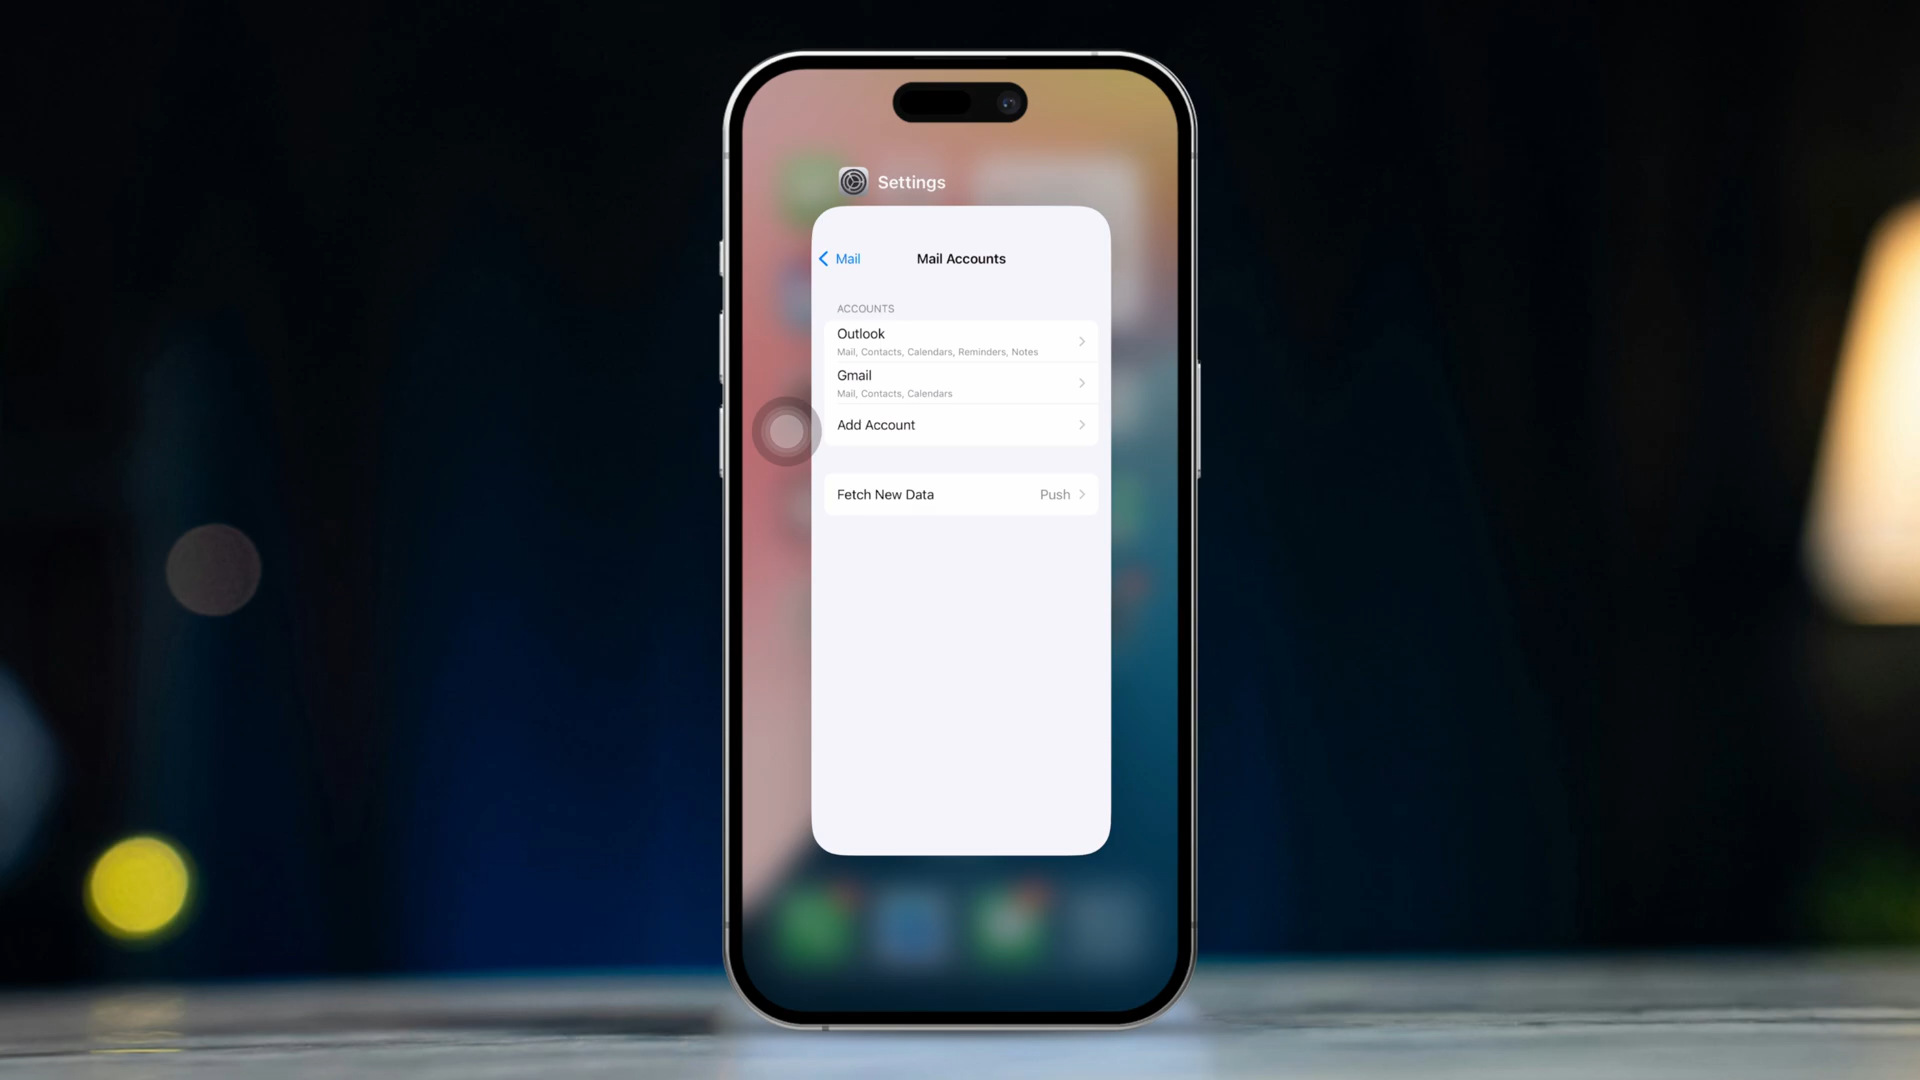 Settings
Mail
Mail Accounts
ACCOUNTS
Outlook
Mail, Contacts, Calendars, Reminders, Notes
Gmail
Mail, Contacts, Calendars
Add Account
Fetch New Data
Push